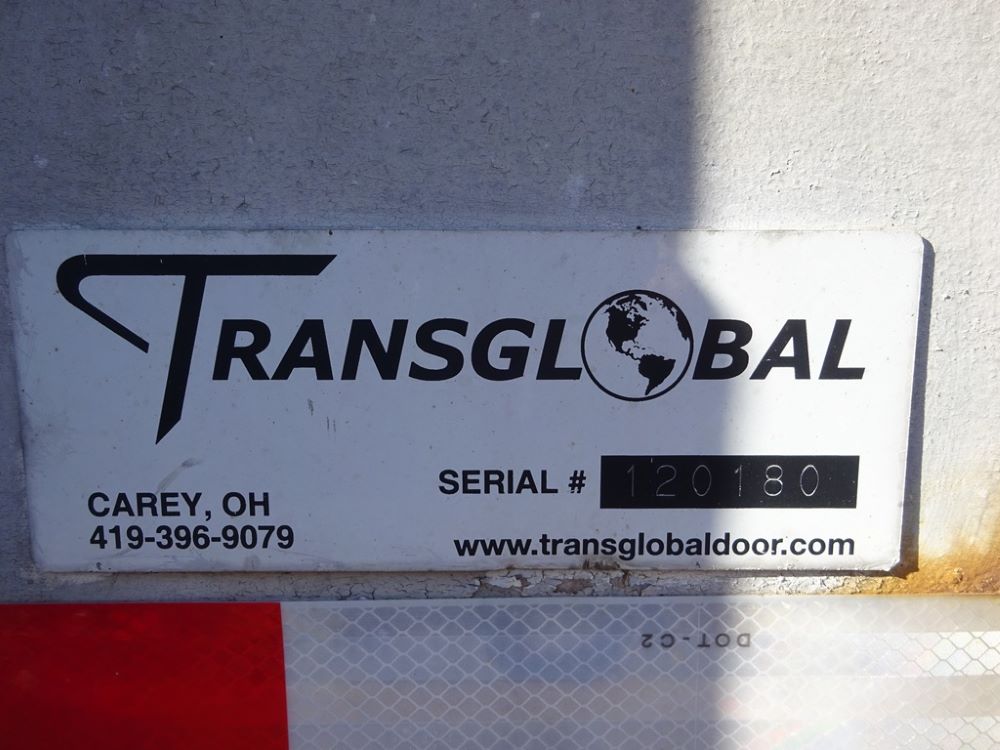 TRANSGLOBAL
SERIAL # 120180
CAREY, OH
419-396-9079
www.transglobaldoor.com
DOT-C2